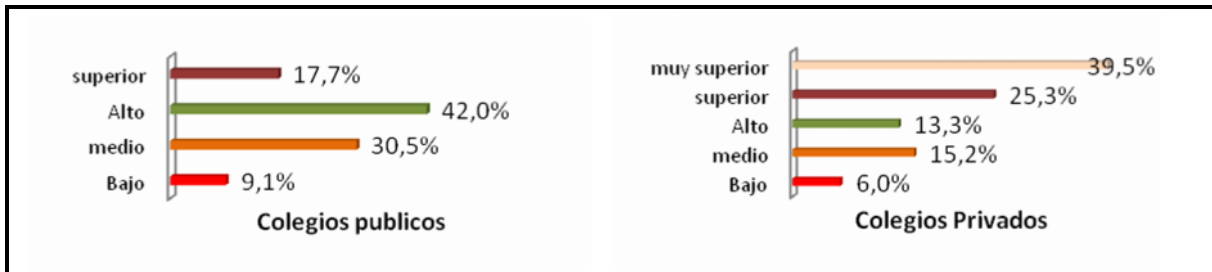 superior 17,7%
Alto 42,0%
medio 30,5%
Bajo 9,1%
Colegios publicos
muy superior 39,5%
superior 25,3%
Alto 13,3%
medio 15,2%
Bajo 6,0%
Colegios Privados